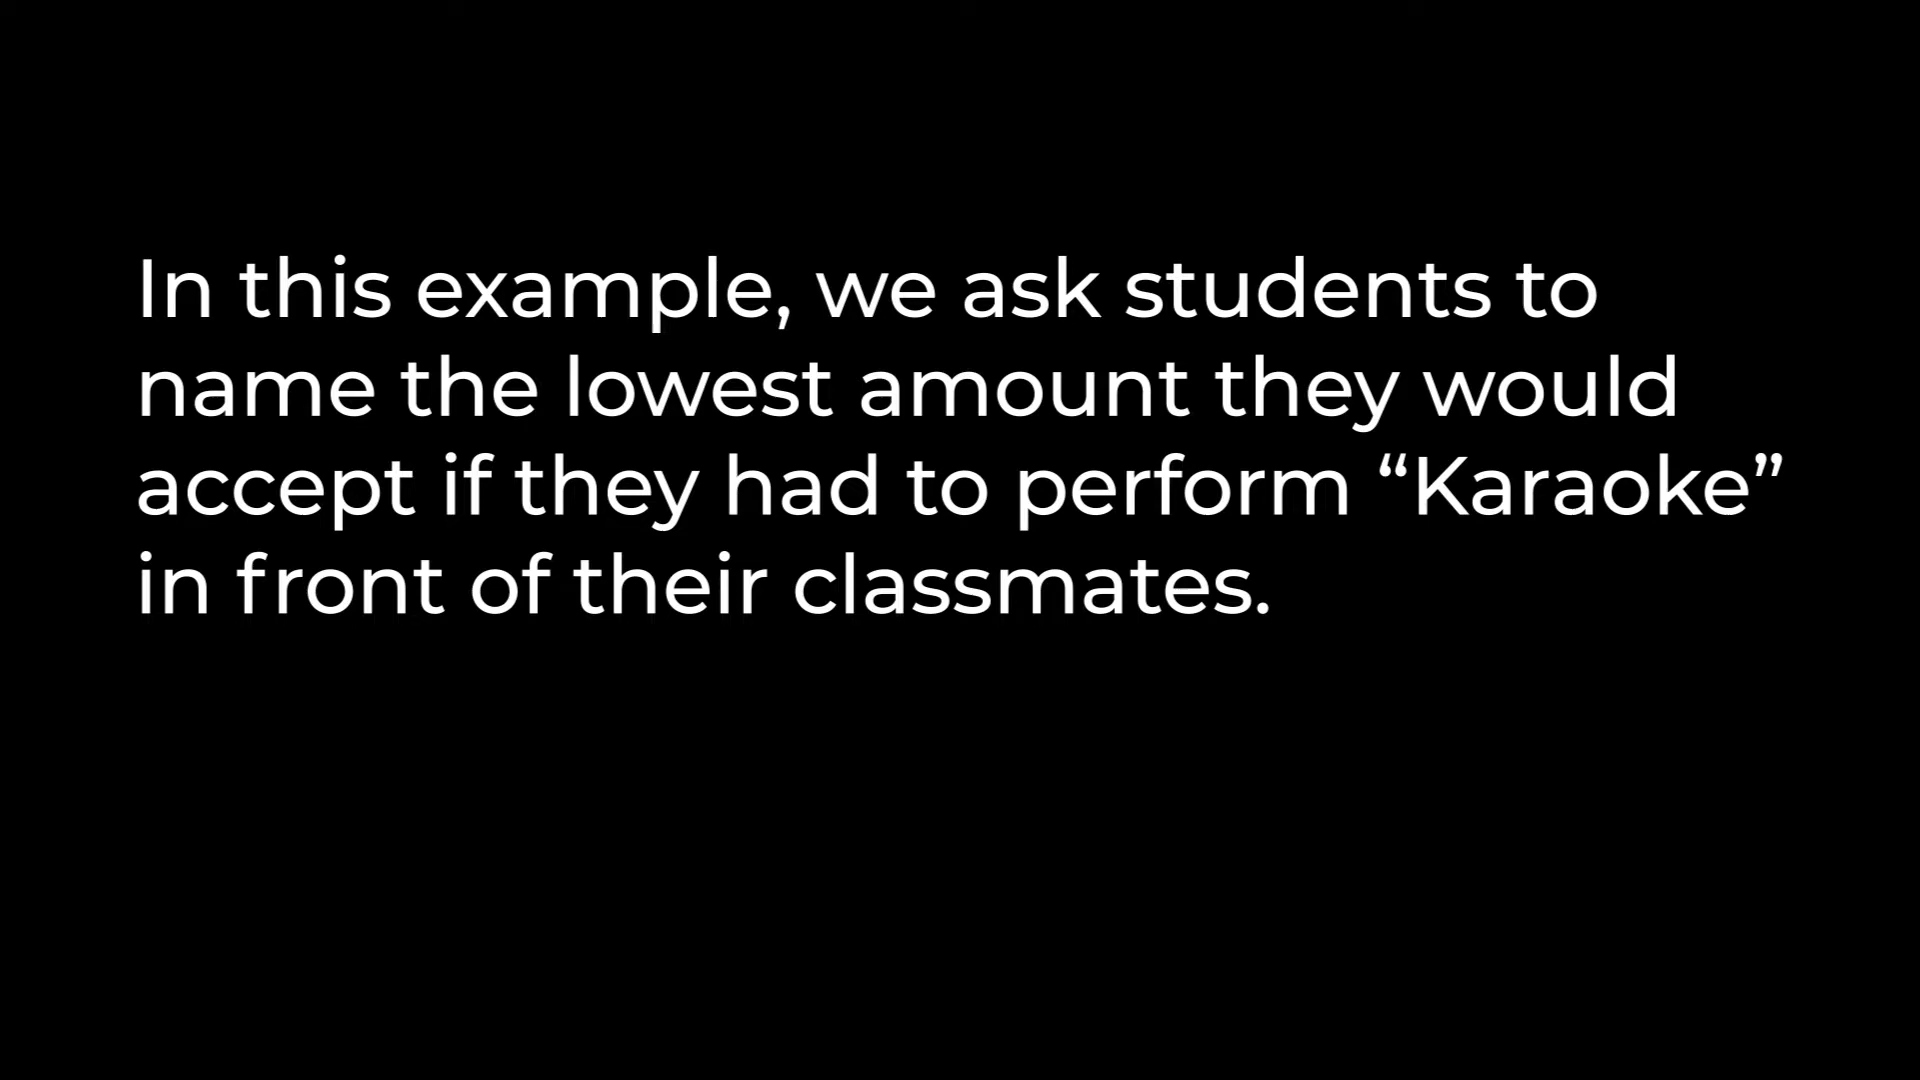 In this example, we ask students to
name the lowest amount they would
accept if they had to perform “Karaoke”
in front of their classmates.